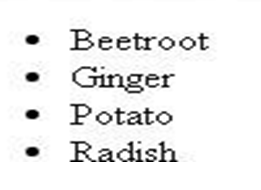 • Beetroot
• Ginger
• Potato
• Radish